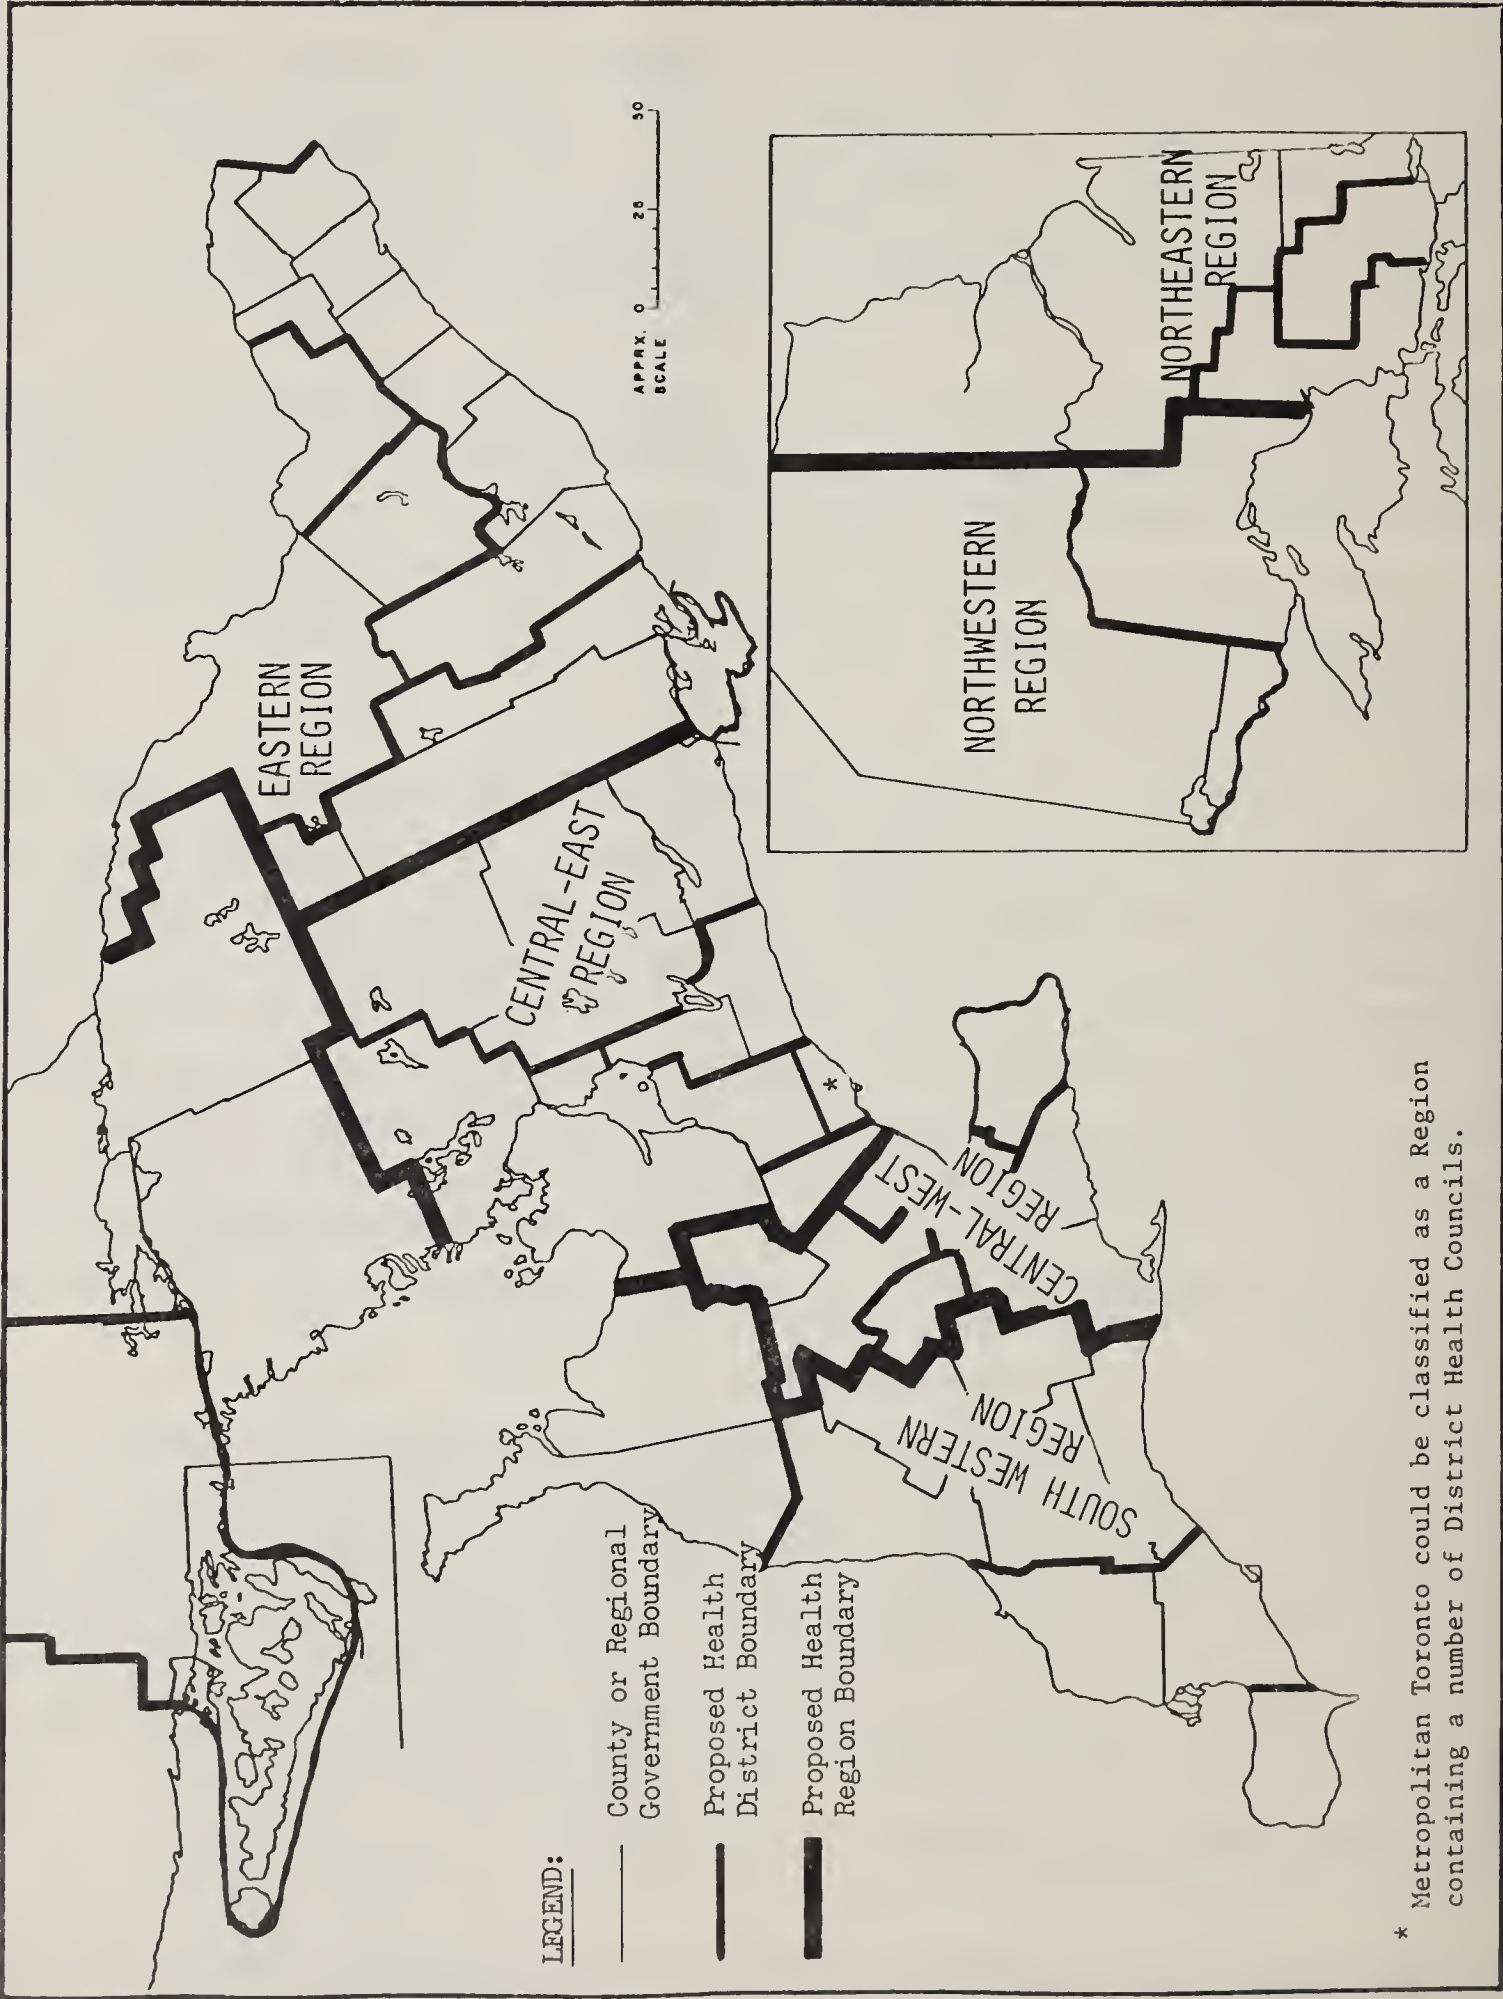 EASTERN
REGION
CENTRAL-EAST
REGION
*
CENTRAL-WEST
REGION
SOUTH WESTERN
REGION
APPRX.
SCALE
0 25 50
NORTHWESTERN
REGION
NORTHEASTERN
REGION
LEGEND:
County or Regional
Government Boundary
Proposed Health
District Boundary
Proposed Health
Region Boundary
* Metropolitan Toronto could be classified as a Region
containing a number of District Health Councils.